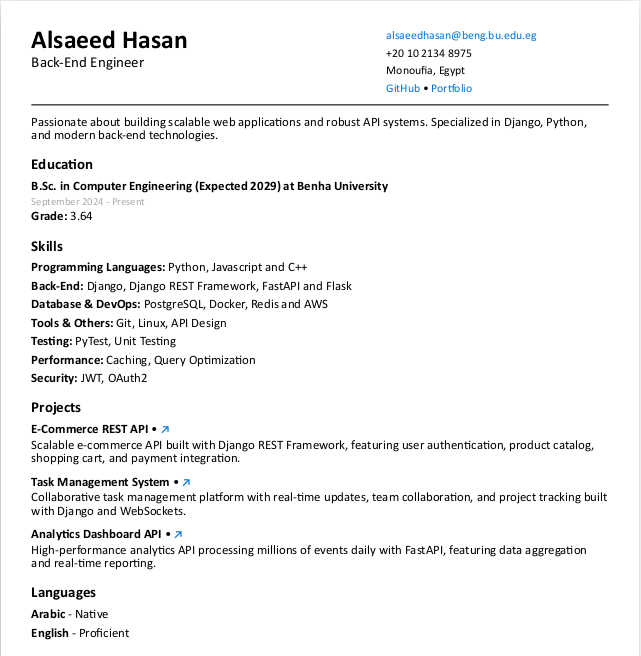 Alsaeed Hasan
Back-End Engineer
alsaeedhasan@beng.bu.edu.eg
+20 10 2134 8975
Monoufia, Egypt
GitHub • Portfolio
Passionate about building scalable web applications and robust API systems. Specialized in Django, Python,
and modern back-end technologies.
Education
B.Sc. in Computer Engineering (Expected 2029) at Benha University
September 2024 - Present
Grade: 3.64
Skills
Programming Languages: Python, Javascript and C++
Back-End: Django, Django REST Framework, FastAPI and Flask
Database & DevOps: PostgreSQL, Docker, Redis and AWS
Tools & Others: Git, Linux, API Design
Testing: PyTest, Unit Testing
Performance: Caching, Query Optimization
Security: JWT, OAuth2
Projects
E-Commerce REST API • ↗
Scalable e-commerce API built with Django REST Framework, featuring user authentication, product catalog,
shopping cart, and payment integration.
Task Management System • ↗
Collaborative task management platform with real-time updates, team collaboration, and project tracking built
with Django and WebSockets.
Analytics Dashboard API • ↗
High-performance analytics API processing millions of events daily with FastAPI, featuring data aggregation
and real-time reporting.
Languages
Arabic - Native
English - Proficient